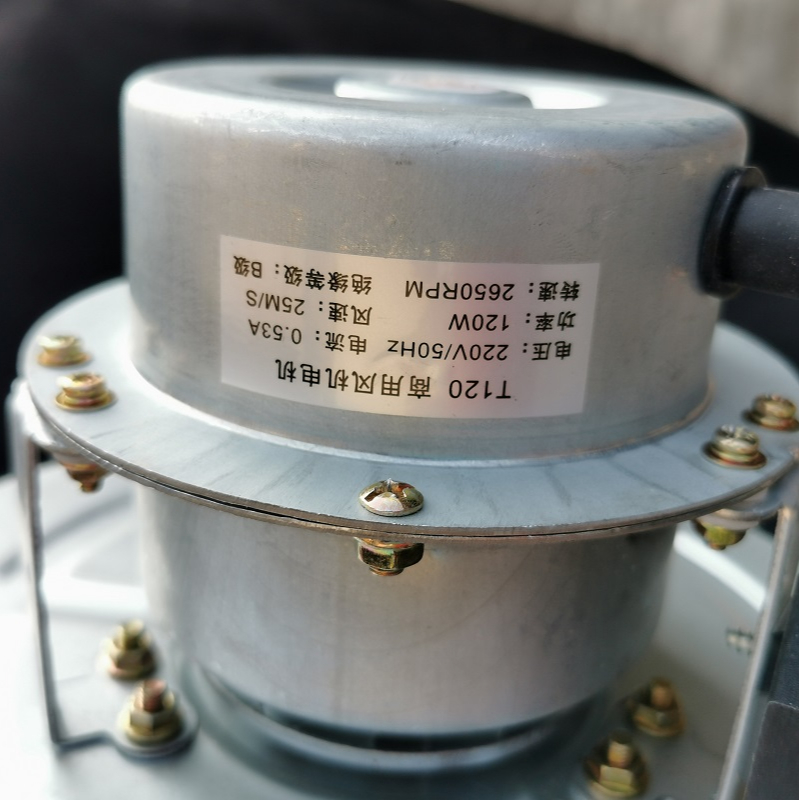 T120 商用风机电机
电压：220V/50Hz 电流：0.53A
功率：120W 风速：25M/S
转速：2650RPM 绝缘等级：B级